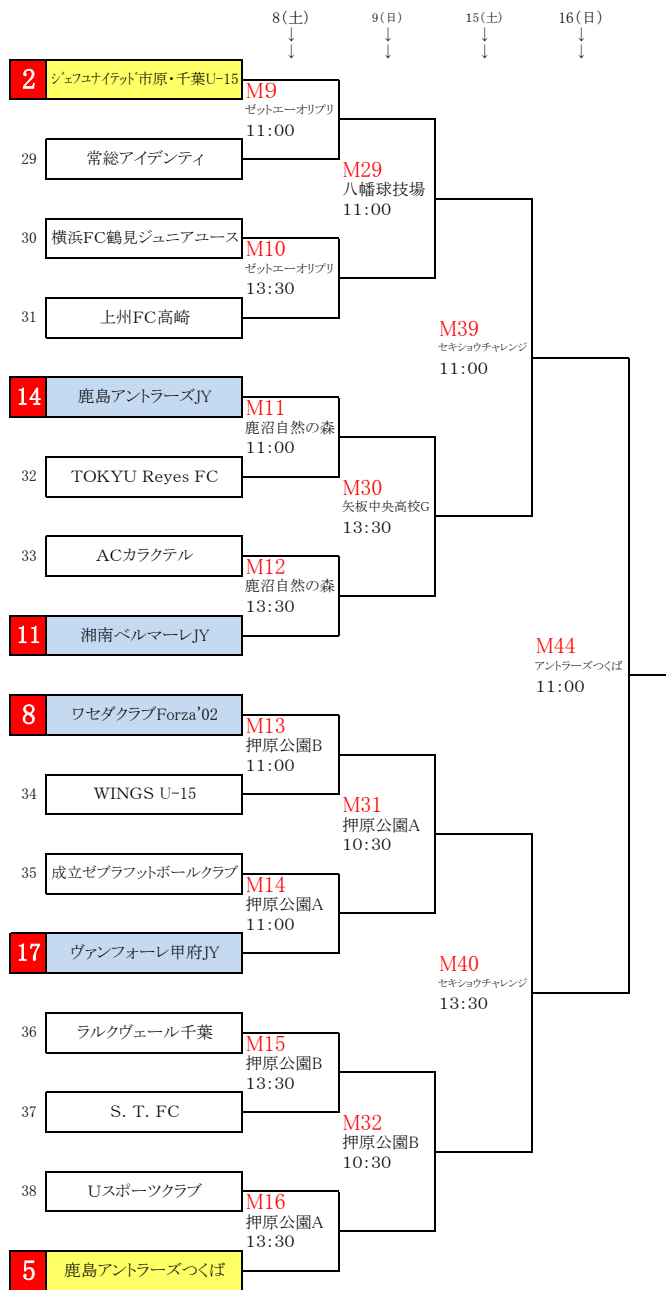 8(土) 9(日) 15(土) 16(日)
↓ ↓ ↓ ↓
↓ ↓ ↓ ↓
2 ジェフユナイテッド市原・千葉U-15
M9
ゼットエーオリプリ
11:00
29 常総アイデンティ
M29
八幡球技場
11:00
30 横浜FC鶴見ジュニアユース
M10
ゼットエーオリプリ
13:30
31 上州FC高崎
M39
セキショウチャレンジ
11:00
14 鹿島アントラーズJY
M11
鹿沼自然の森
11:00
32 TOKYU Reyes FC
M30
矢板中央高校G
13:30
33 ACカラクテル
M12
鹿沼自然の森
13:30
11 湘南ベルマーレJY
M44
アントラーズつくば
11:00
8 ワセダクラブForza'02
M13
押原公園B
11:00
34 WINGS U-15
M31
押原公園A
10:30
35 成立ゼブラフットボールクラブ
M14
押原公園A
11:00
17 ヴァンフォーレ甲府JY
M40
セキショウチャレンジ
13:30
36 ラルクヴェール千葉
M15
押原公園B
13:30
37 S. T. FC
M32
押原公園B
10:30
38 Uスポーツクラブ
M16
押原公園A
13:30
5 鹿島アントラーズつくば